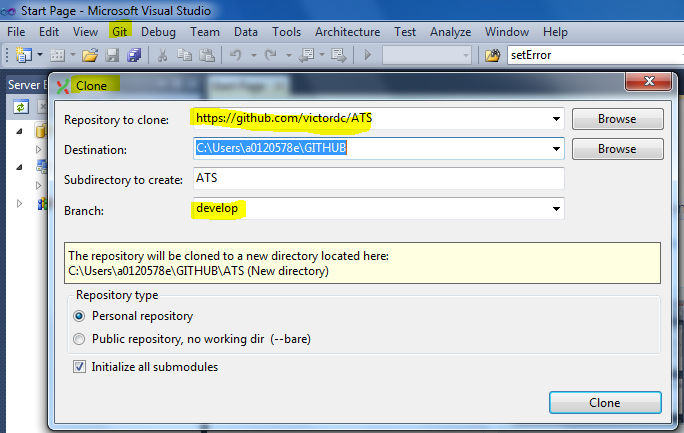 Start Page - Microsoft Visual Studio
File Edit View Git Debug Team Data Tools Architecture Test Analyze Window Help
setError
Server E
Start Page
Clone
Repository to clone: https://github.com/victordc/ATS Browse
Destination: C:\Users\a0120578e\GITHUB Browse
Subdirectory to create: ATS
Branch: develop
The repository will be cloned to a new directory located here:
C:\Users\a0120578e\GITHUB\ATS (New directory)
Repository type
Personal repository
Public repository, no working dir (--bare)
Initialize all submodules
Clone